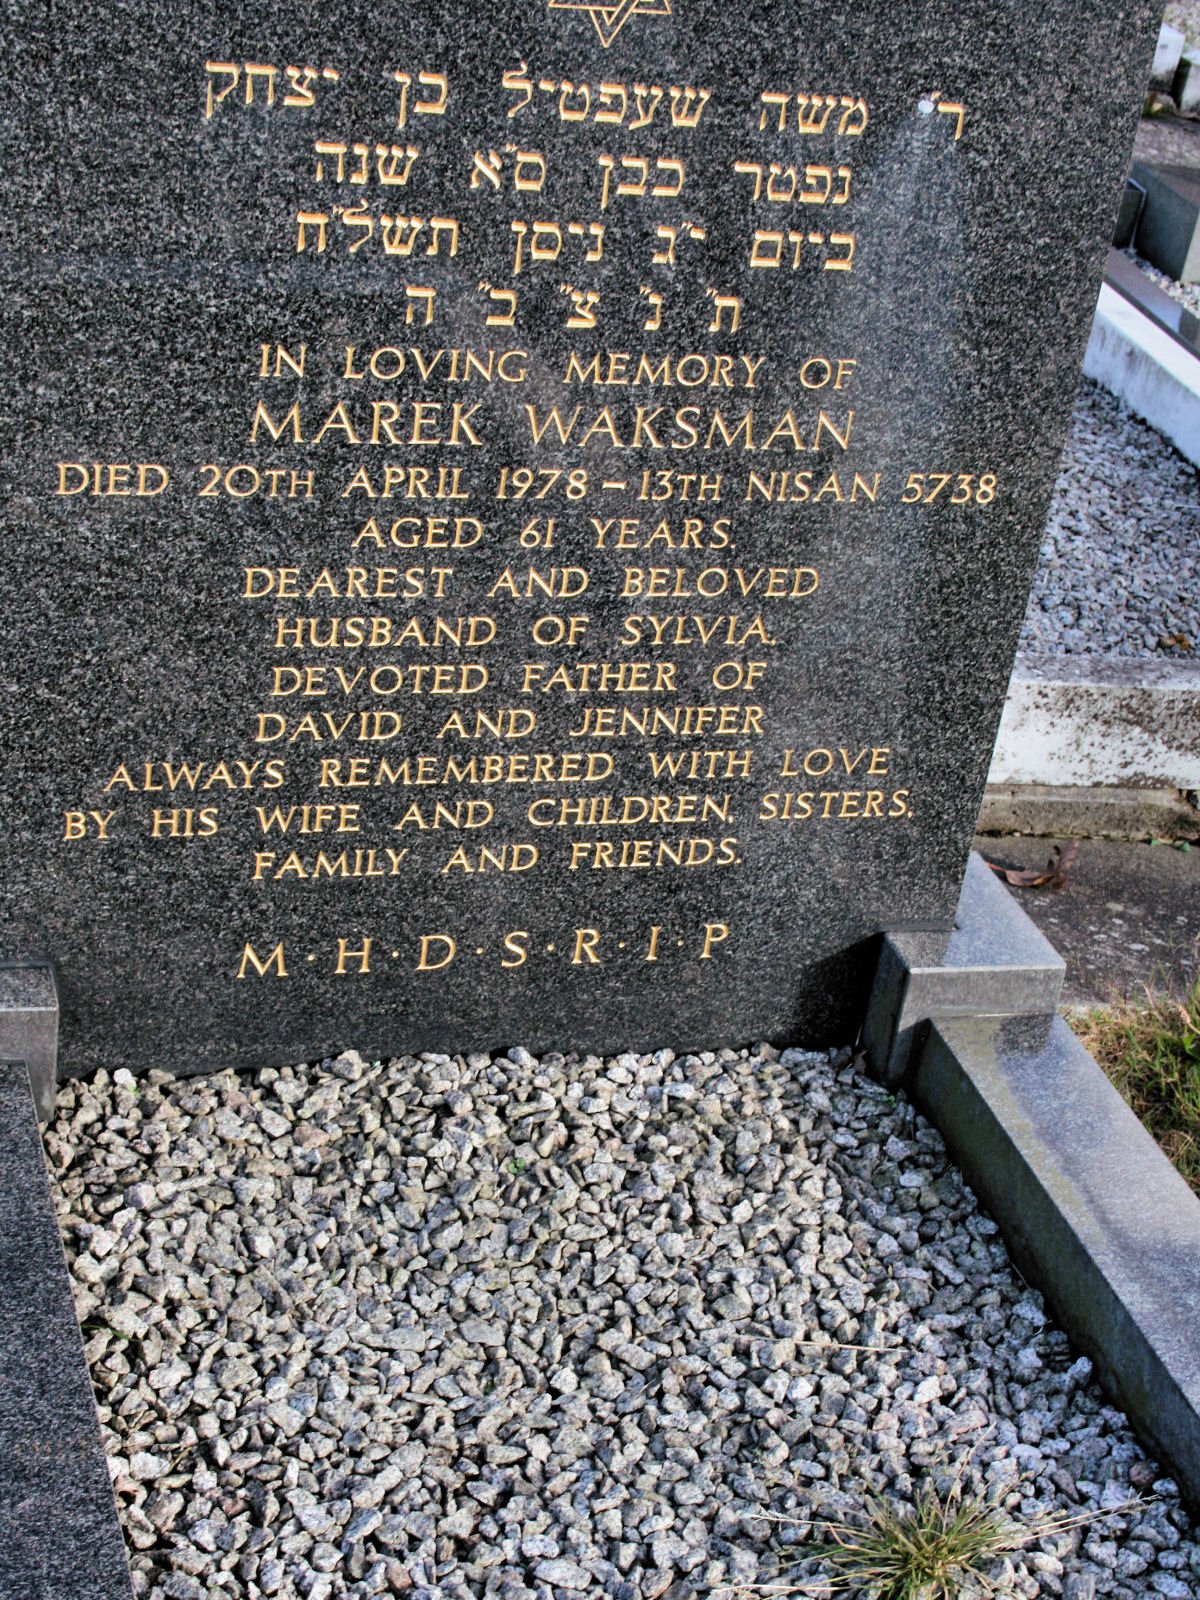 ר' משה שעפטיל בן יצחק
נפטר כבן ס"א שנה
ביום י"ג ניסן תשל"ח
ת" נ" צ" ב" ה
IN LOVING MEMORY OF
MAREK WAKSMAN
DIED 20TH APRIL 1978 – 13TH NISAN 5738
AGED 61 YEARS.
DEAREST AND BELOVED
HUSBAND OF SYLVIA,
DEVOTED FATHER OF
DAVID AND JENNIFER
ALWAYS REMEMBERED WITH LOVE
BY HIS WIFE AND CHILDREN, SISTERS,
FAMILY AND FRIENDS.
M·H·D·S·R·I·P